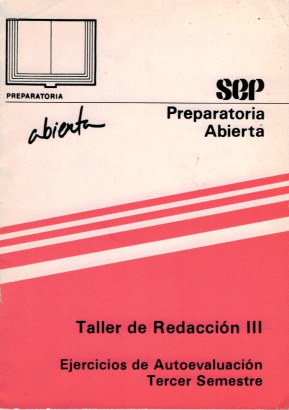 PREPARATORIA
abierta
sep
Preparatoria
Abierta
Taller de Redacción III
Ejercicios de Autoevaluación
Tercer Semestre